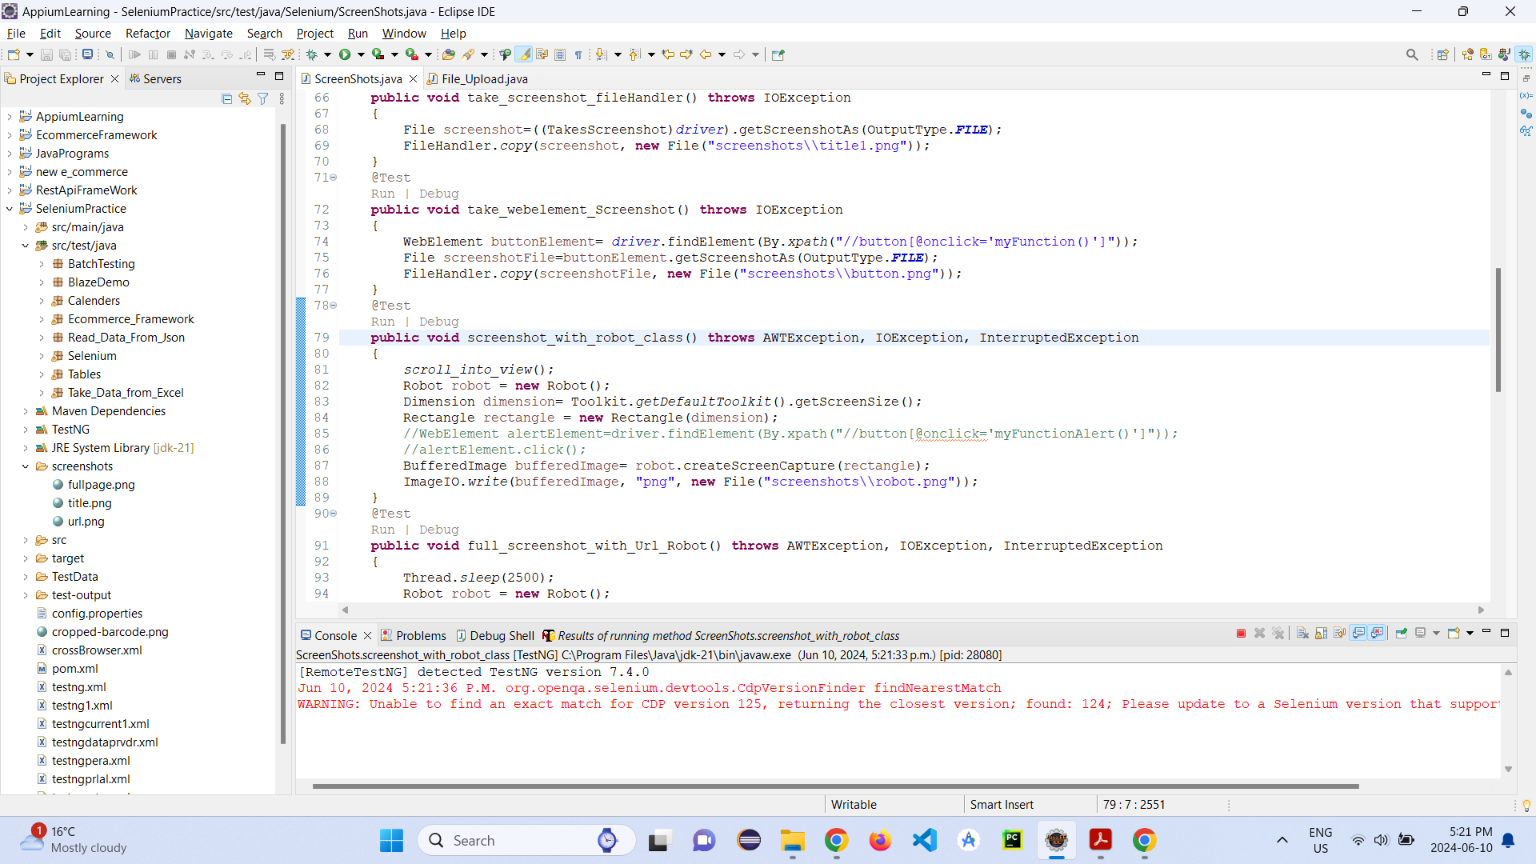 AppiumLearning - SeleniumPractice/src/test/java/Selenium/ScreenShots.java - Eclipse IDE
File Edit Source Refactor Navigate Search Project Run Window Help
Project Explorer
Servers
AppiumLearning
EcommerceFramework
JavaPrograms
new e_commerce
RestApiFrameWork
SeleniumPractice
src/main/java
src/test/java
BatchTesting
BlazeDemo
Calenders
Ecommerce_Framework
Read_Data_From_Json
Selenium
Tables
Take_Data_from_Excel
Maven Dependencies
TestNG
JRE System Library [jdk-21]
screenshots
fullpage.png
title.png
url.png
src
target
TestData
test-output
config.properties
cropped-barcode.png
crossBrowser.xml
pom.xml
testng.xml
testng1.xml
testngcurrent1.xml
testngdataprvdr.xml
testngpera.xml
testngprlal.xml
ScreenShots.java
File_Upload.java
66 public void take_screenshot_fileHandler() throws IOException
67 {
68 File screenshot=((TakesScreenshot)driver).getScreenshotAs(OutputType.FILE);
69 FileHandler.copy(screenshot, new File("screenshots\\title1.png"));
70 }
71 @Test
Run | Debug
72 public void take_webelement_Screenshot() throws IOException
73 {
74 WebElement buttonElement= driver.findElement(By.xpath("//button[@onclick='myFunction()']"));
75 File screenshotFile=buttonElement.getScreenshotAs(OutputType.FILE);
76 FileHandler.copy(screenshotFile, new File("screenshots\\button.png"));
77 }
78 @Test
Run | Debug
79 public void screenshot_with_robot_class() throws AWTException, IOException, InterruptedException
80 {
81 scroll_into_view();
82 Robot robot = new Robot();
83 Dimension dimension= Toolkit.getDefaultToolkit().getScreenSize();
84 Rectangle rectangle = new Rectangle(dimension);
85 //WebElement alertElement=driver.findElement(By.xpath("//button[@onclick='myFunctionAlert()']"));
86 //alertElement.click();
87 BufferedImage bufferedImage= robot.createScreenCapture(rectangle);
88 ImageIO.write(bufferedImage, "png", new File("screenshots\\robot.png"));
89 }
90 @Test
Run | Debug
91 public void full_screenshot_with_Url_Robot() throws AWTException, IOException, InterruptedException
92 {
93 Thread.sleep(2500);
94 Robot robot = new Robot();
Console Problems Debug Shell Results of running method ScreenShots.screenshot_with_robot_class
ScreenShots.screenshot_with_robot_class [TestNG] C:\Program Files\Java\jdk-21\bin\javaw.exe (Jun 10, 2024, 5:21:33 p.m.) [pid: 28080]
[RemoteTestNG] detected TestNG version 7.4.0
Jun 10, 2024 5:21:36 P.M. org.openqa.selenium.devtools.CdpVersionFinder findNearestMatch
WARNING: Unable to find an exact match for CDP version 125, returning the closest version; found: 124; Please update to a Selenium version that suppor
Writable Smart Insert 79 : 7 : 2551
1
16°C
Mostly cloudy
Search
ENG
US
5:21 PM
2024-06-10